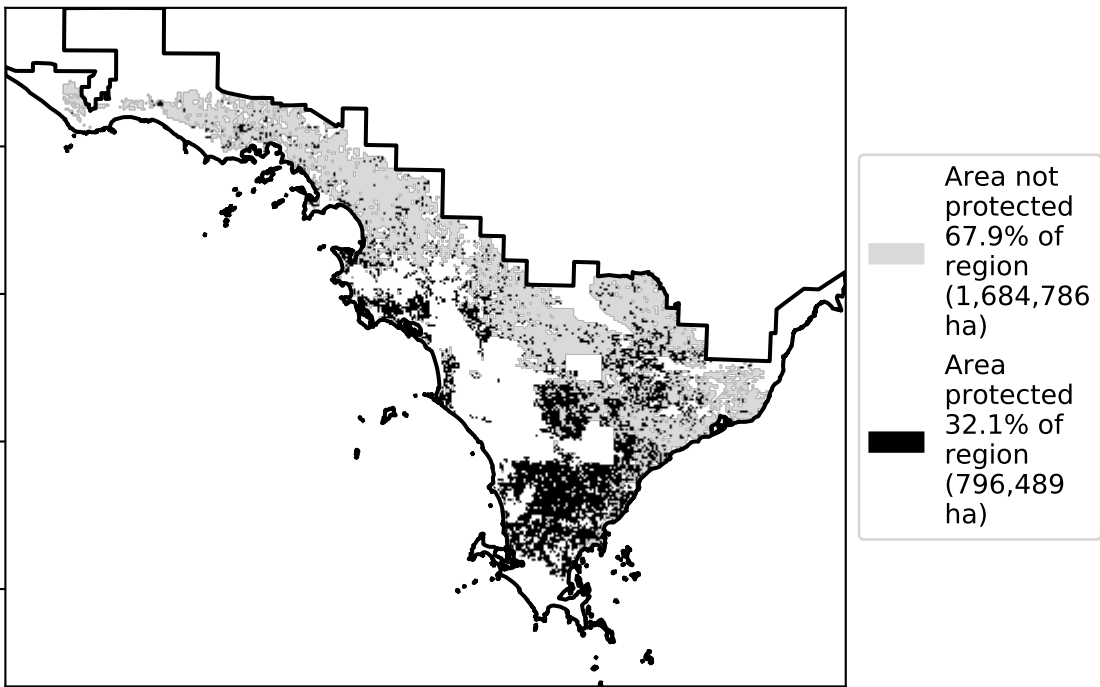 Area not
protected
67.9% of
region
(1,684,786
ha)
Area
protected
32.1% of
region
(796,489
ha)